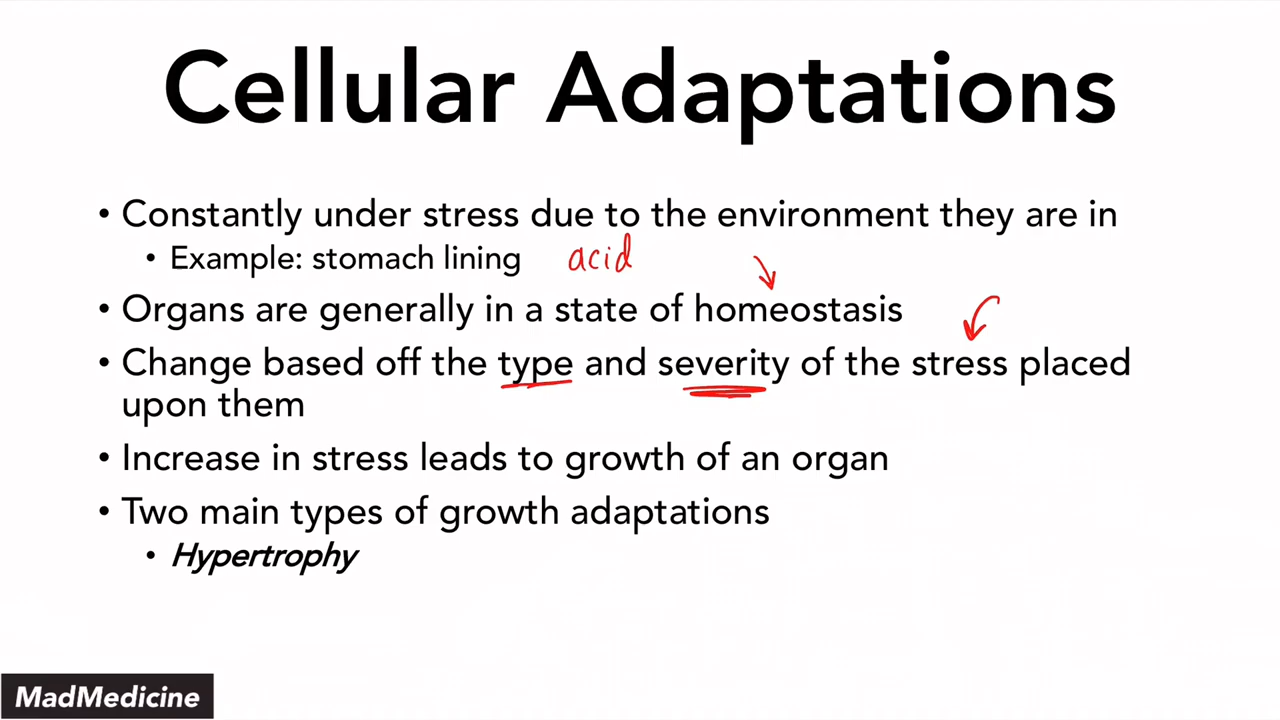 Cellular Adaptations
• Constantly under stress due to the environment they are in
• Example: stomach lining acid
• Organs are generally in a state of homeostasis
• Change based off the type and severity of the stress placed
upon them
• Increase in stress leads to growth of an organ
• Two main types of growth adaptations
• Hypertrophy
MadMedicine